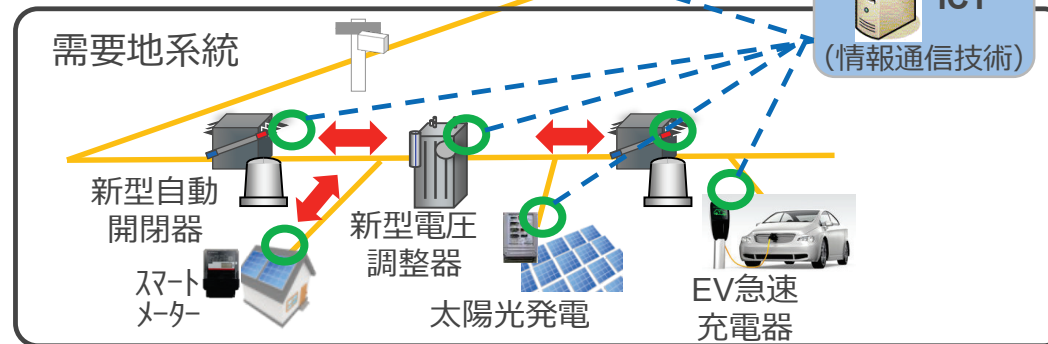 ICT
(情報通信技術)
需要地系統
新型自動
開閉器
新型電圧
調整器
スマート
メーター
太陽光発電
EV急速
充電器